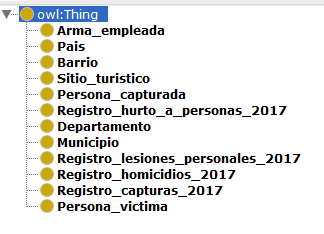 owl:Thing
Arma_empleada
Pais
Barrio
Sitio_turistico
Persona_capturada
Registro_hurto_a_personas_2017
Departamento
Municipio
Registro_lesiones_personales_2017
Registro_homicidios_2017
Registro_capturas_2017
Persona_victima